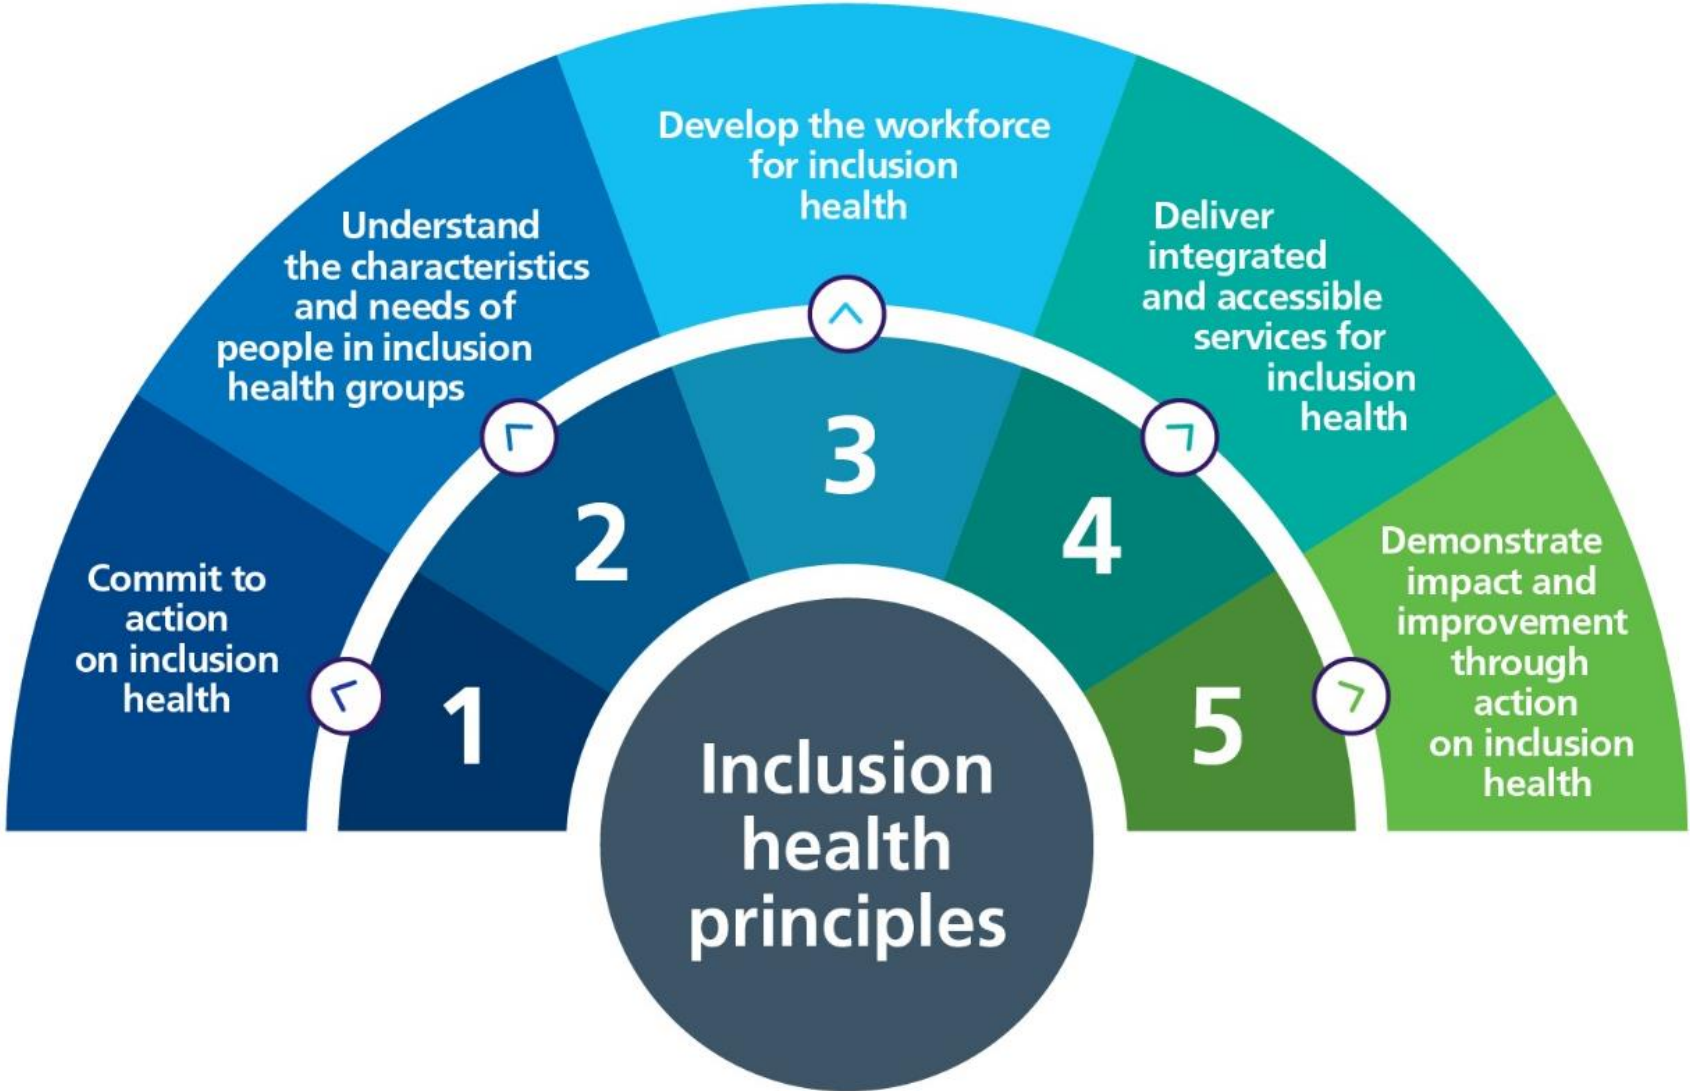 Commit to
action
on inclusion
health
1
Understand
the characteristics
and needs of
people in inclusion
health groups
2
Develop the workforce
for inclusion
health
3
Deliver
integrated
and accessible
services for
inclusion
health
4
Demonstrate
impact and
improvement
through
action
on inclusion
health
5
Inclusion
health
principles